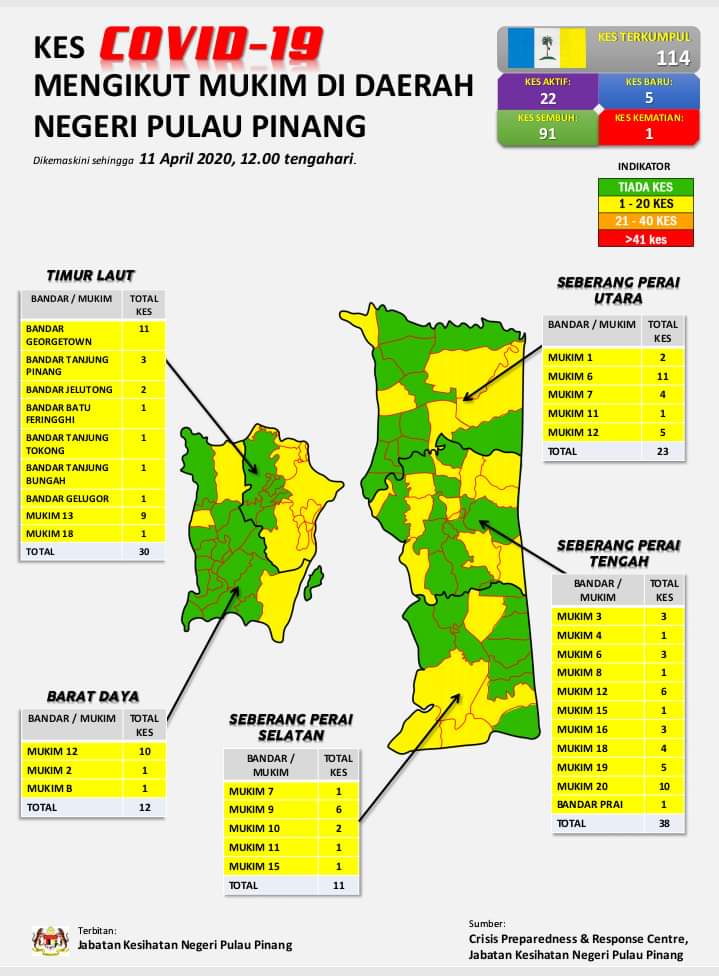 KES COVID-19
MENGIKUT MUKIM DI DAERAH
NEGERI PULAU PINANG
Dikemaskini sehingga 11 April 2020, 12.00 tengahari.
KES TERKUMPUL
114
KES AKTIF:
22
KES BARU:
5
KES SEMBUH:
91
KES KEMATIAN:
1
INDIKATOR
TIADA KES
1 - 20 KES
21 - 40 KES
>41 kes
TIMUR LAUT
BANDAR / MUKIM TOTAL
KES
BANDAR 11
GEORGETOWN
BANDAR TANJUNG 3
PINANG
BANDAR JELUTONG 2
BANDAR BATU 1
FERINGGHI
BANDAR TANJUNG 1
TOKONG
BANDAR TANJUNG 1
BUNGAH
BANDAR GELUGOR 1
MUKIM 13 9
MUKIM 18 1
TOTAL 30
SEBERANG PERAI
UTARA
BANDAR / MUKIM TOTAL
KES
MUKIM 1 2
MUKIM 6 11
MUKIM 7 4
MUKIM 11 1
MUKIM 12 5
TOTAL 23
SEBERANG PERAI
TENGAH
BANDAR / TOTAL
MUKIM KES
MUKIM 3 3
MUKIM 4 1
MUKIM 6 3
MUKIM 8 1
MUKIM 12 6
MUKIM 15 1
MUKIM 16 3
MUKIM 18 4
MUKIM 19 5
MUKIM 20 10
BANDAR PRAI 1
TOTAL 38
BARAT DAYA
BANDAR / MUKIM TOTAL
KES
MUKIM 12 10
MUKIM 2 1
MUKIM B 1
TOTAL 12
SEBERANG PERAI
SELATAN
BANDAR / TOTAL
MUKIM KES
MUKIM 7 1
MUKIM 9 6
MUKIM 10 2
MUKIM 11 1
MUKIM 15 1
TOTAL 11
Terbitan:
Jabatan Kesihatan Negeri Pulau Pinang
Sumber:
Crisis Preparedness & Response Centre,
Jabatan Kesihatan Negeri Pulau Pinang